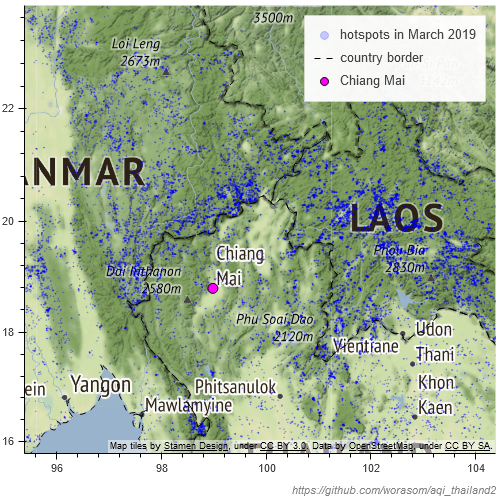 3500m
hotspots in March 2019
country border
Chiang Mai
Loi Leng
2673m
22
ANMAR
20
LAOS
Chiang
Mai
Phou Bia
2830m
Doi Inthanon
2580m
Phu Soai Dao
2120m
18
Udon
Thani
Vientiane
Khon
Kaen
ein
Yangon
Phitsanulok
Mawlamyine
16
Map tiles by Stamen Design, under CC BY 3.0. Data by OpenStreetMap, under CC BY SA.
96
98
100
102
104
https://github.com/worasom/aqi_thailand2